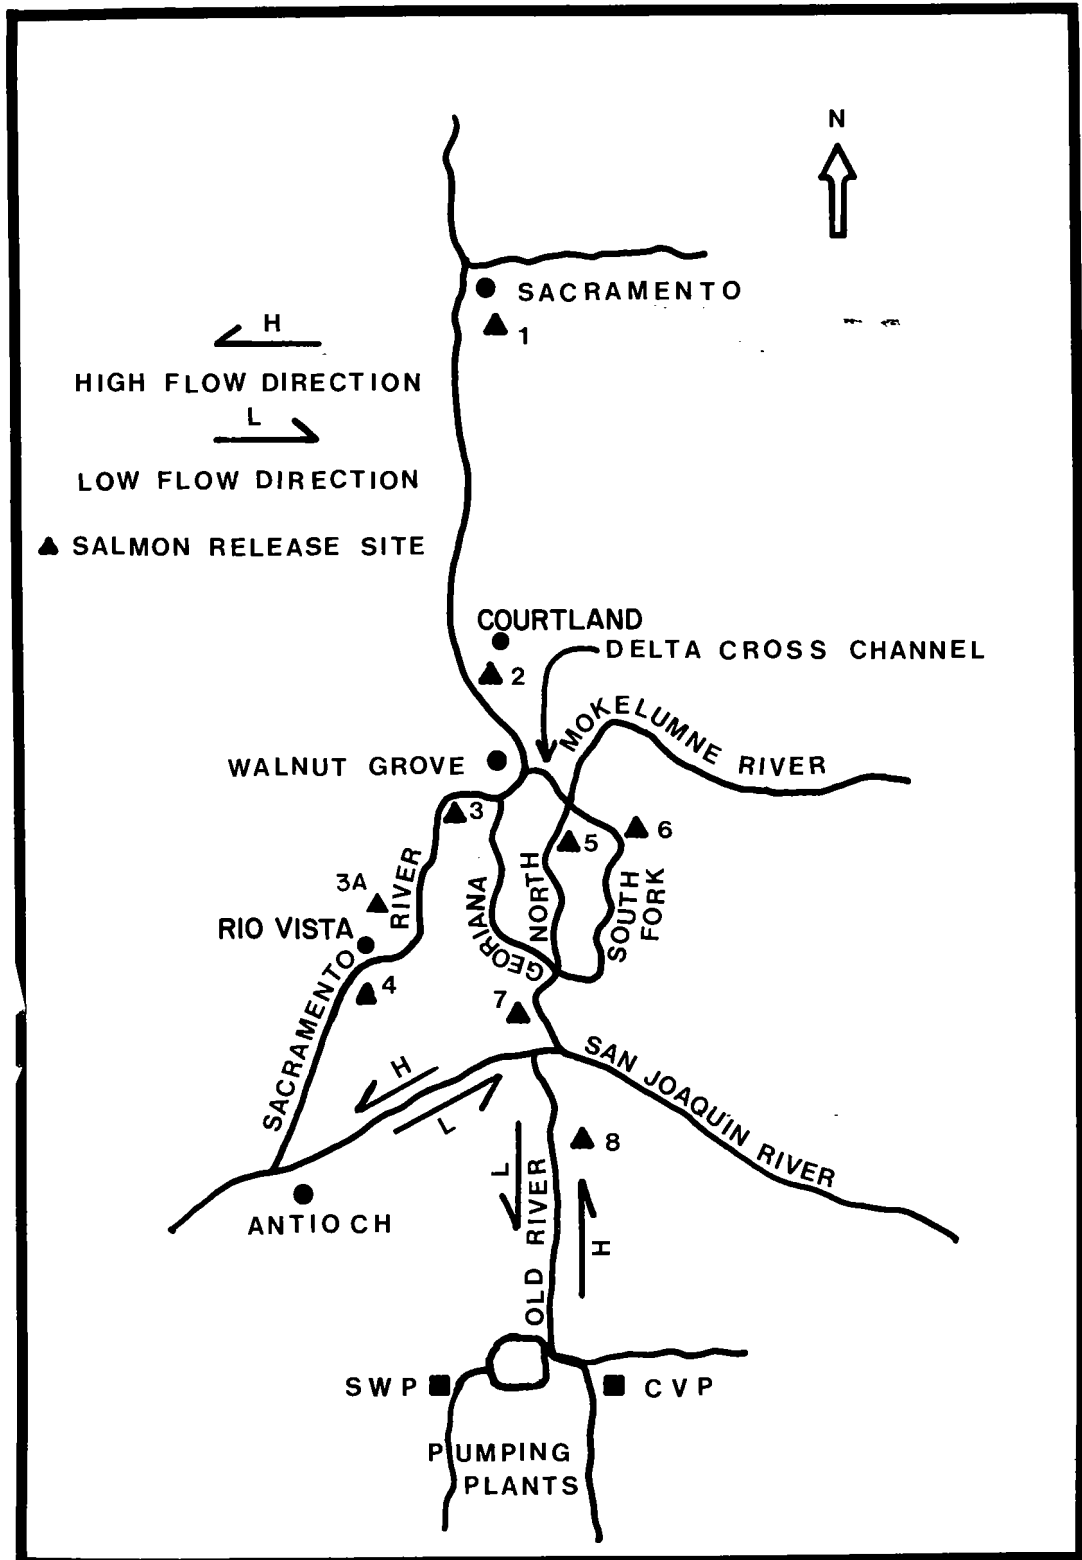 N
SACRAMENTO
1
H
HIGH FLOW DIRECTION
L
LOW FLOW DIRECTION
SALMON RELEASE SITE
COURTLAND
DELTA CROSS CHANNEL
2
MOKELUMNE RIVER
WALNUT GROVE
3
5
6
3A
RIVER
GEORIANA
NORTH
SOUTH
FORK
RIO VISTA
SACRAMENTO
4
7
SAN JOAQUIN RIVER
H
L
8
L
OLD RIVER
H
ANTIOCH
SWP
CVP
PUMPING
PLANTS